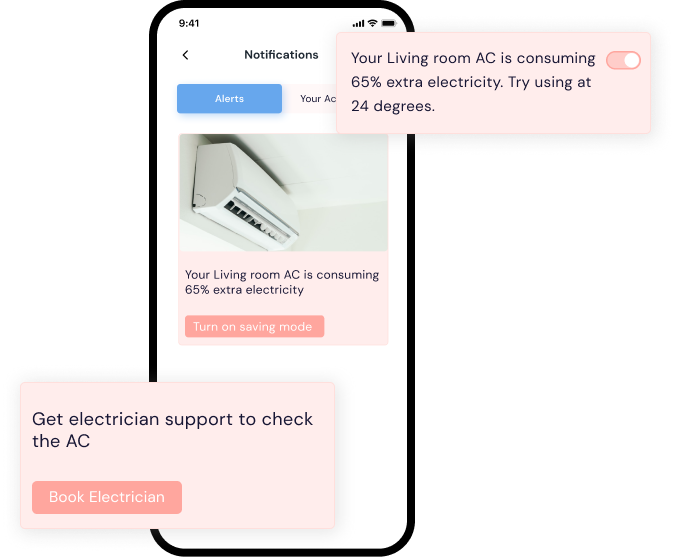 9:41
Notifications
Alerts
Your Ac
Your Living room AC is consuming
65% extra electricity. Try using at
24 degrees.
Your Living room AC is consuming
65% extra electricity
Turn on saving mode
Get electrician support to check
the AC
Book Electrician